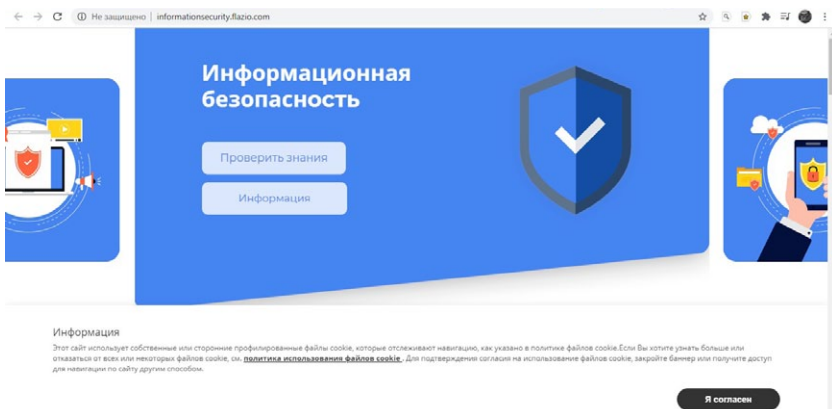 Не защищено | informationsecurity.flazio.com
Информационная
безопасность
Проверить знания
Информация
Информация
Этот сайт использует собственные или сторонние профилированные файлы cookie, которые отслеживают навигацию, как указано в политике файлов cookie.Если Вы хотите узнать больше или
отказаться от всех или некоторых файлов cookie, см. политика использования файлов cookie . Для подтверждения согласия на использование файлов cookie, закройте баннер или получите доступ
для навигации по сайту другим способом.
Я согласен